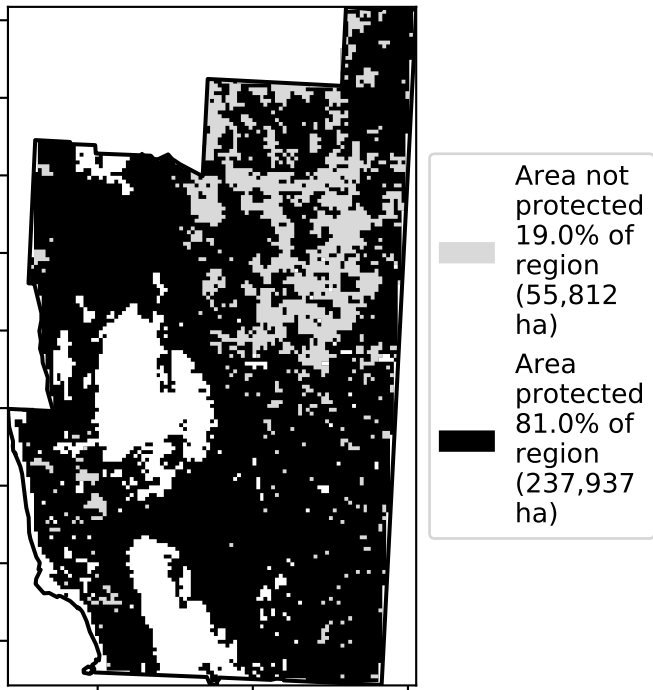 Area not
protected
19.0% of
region
(55,812
ha)
Area
protected
81.0% of
region
(237,937
ha)